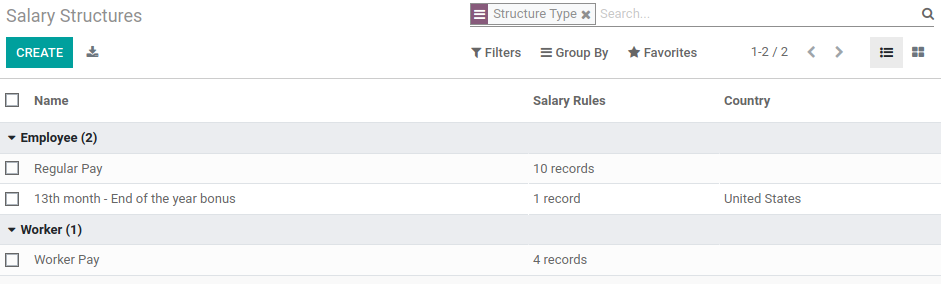 Salary Structures
Structure Type Search...
CREATE Filters Group By Favorites 1-2 / 2
Name Salary Rules Country
Employee (2)
Regular Pay 10 records
13th month - End of the year bonus 1 record United States
Worker (1)
Worker Pay 4 records